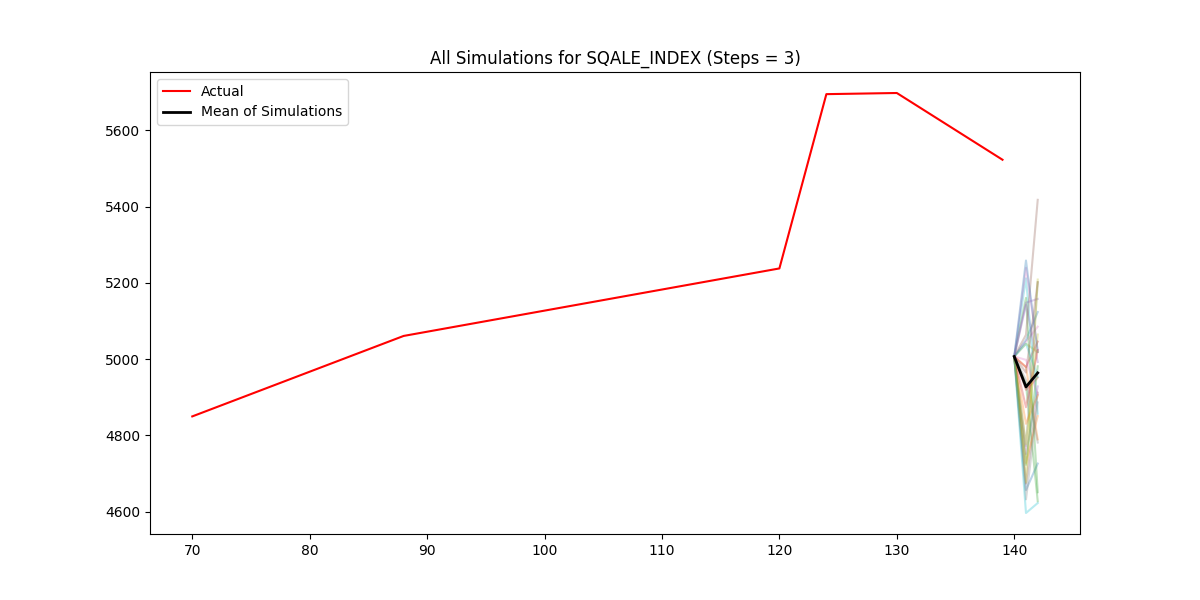 All Simulations for SQALE_INDEX (Steps = 3)
Actual
Mean of Simulations
5600
5400
5200
5000
4800
4600
70 80 90 100 110 120 130 140